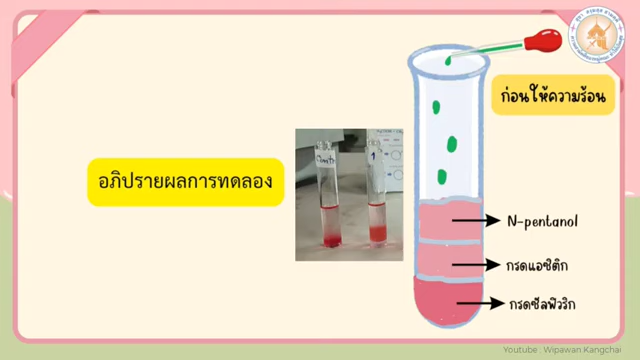 ก่อนให้ความร้อน
อภิปรายผลการทดลอง
1
N-pentanol
กรดแอซิติก
กรดซัลฟิวริก
Youtube : Wipawan Kangchai